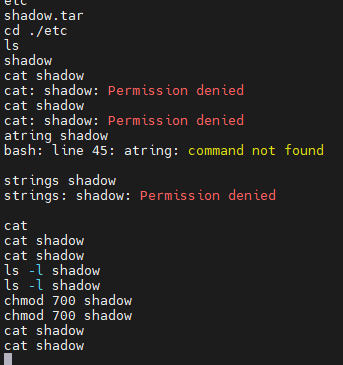 etc
shadow.tar
cd ./etc
ls
shadow
cat shadow
cat: shadow: Permission denied
cat shadow
cat: shadow: Permission denied
atring shadow
bash: line 45: atring: command not found
strings shadow
strings: shadow: Permission denied
cat
cat shadow
cat shadow
ls -l shadow
ls -l shadow
chmod 700 shadow
chmod 700 shadow
cat shadow
cat shadow